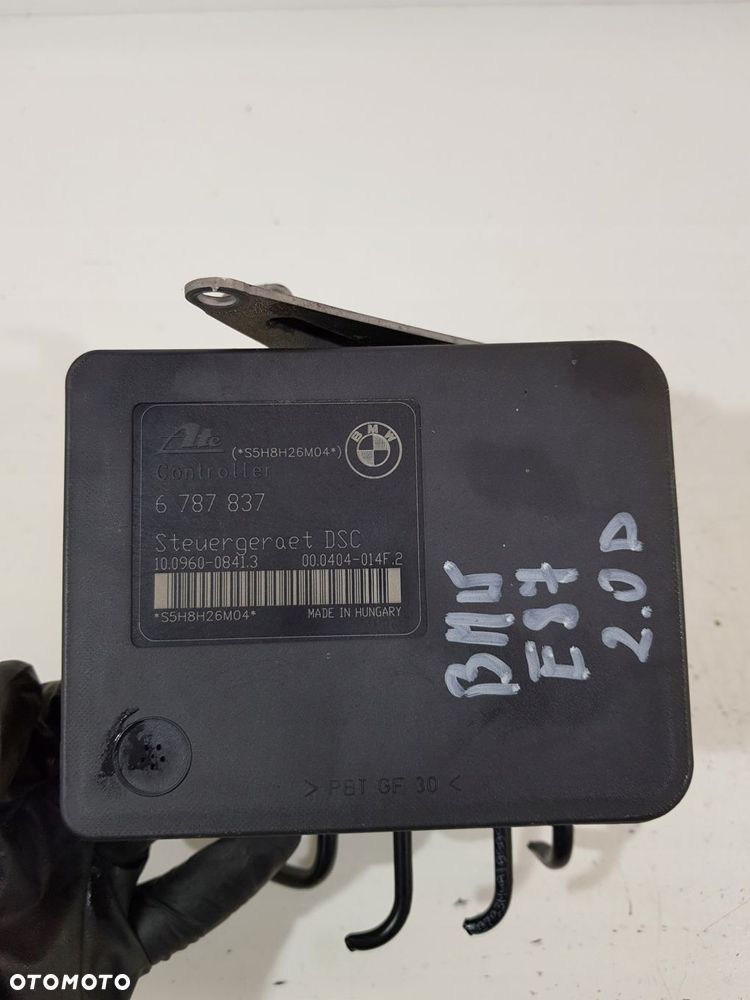 Ate
(*S5H8H26M04*)
BMW
Controller
6 787 837
Steuergeraet DSC
10.0960-0841.3 00.0404-014F.2
*S5H8H26M04*
MADE IN HUNGARY
BMW
E87
2.0D
> PBT GF 30 <
OTOMOTO